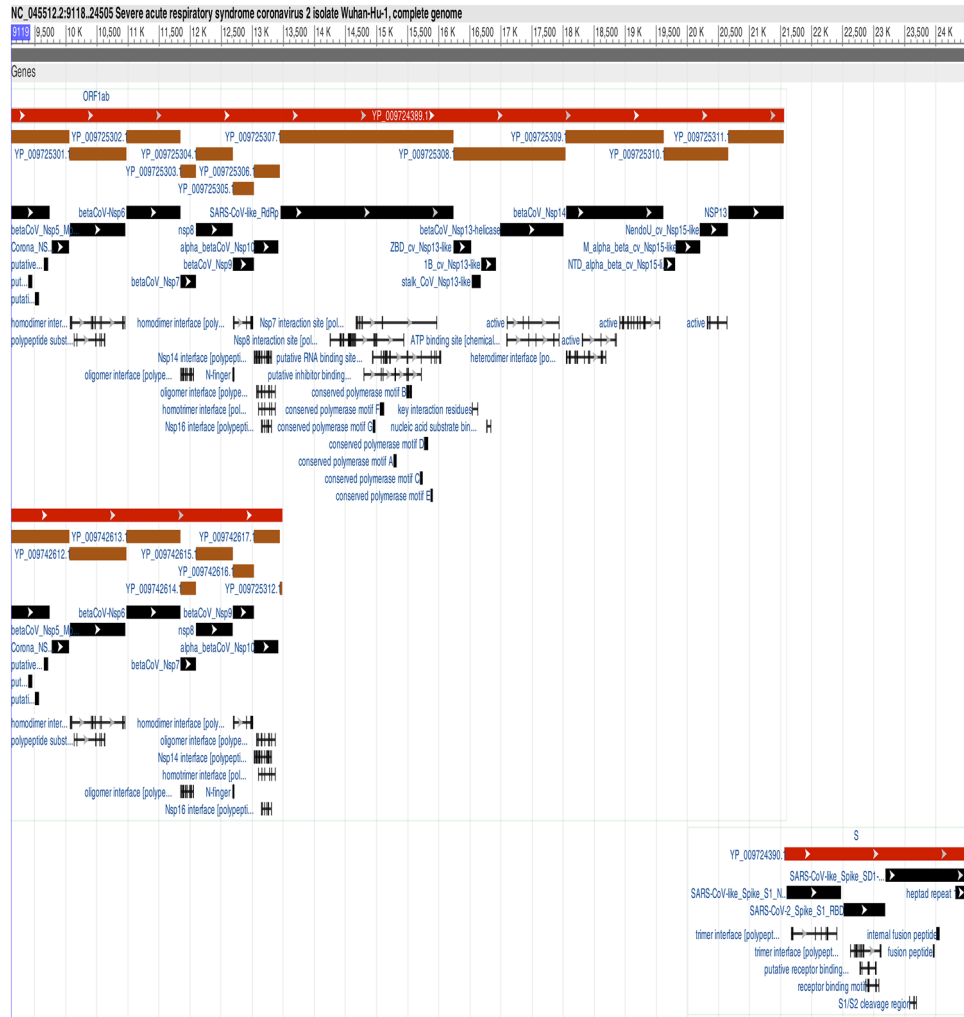 NC_045512.2:9118..24505 Severe acute respiratory syndrome coronavirus 2 isolate Wuhan-Hu-1, complete genome
9119 9,500 10 K 10,500 11 K 11,500 12 K 12,500 13 K 13,500 14 K 14,500 15 K 15,500 16 K 16,500 17 K 17,500 18 K 18,500 19 K 19,500 20 K 20,500 21 K 21,500 22 K 22,500 23 K 23,500 24 K
Genes
ORF1ab
YP_009724389.1
YP_009725302.1 YP_009725307.1 YP_009725309.1 YP_009725311.1
YP_009725301.1 YP_009725304.1 YP_009725308.1 YP_009725310.1
YP_009725303.1 YP_009725306.1
YP_009725305.1
betaCoV-Nsp6 SARS-CoV-like_RdRp betaCoV_Nsp14 NSP13
betaCoV_Nsp5_M nsp8 betaCoV_Nsp13-helicase NendoU_cv_Nsp15-like
Corona_NS... alpha_betaCoV_Nsp10 ZBD_cv_Nsp13-like M_alpha_beta_cv_Nsp15-like
putative... betaCoV_Nsp9 1B_cv_Nsp13-like NTD_alpha_beta_cv_Nsp15-li
put... betaCoV_Nsp7 stalk_CoV_Nsp13-like
putati...
homodimer inter... homodimer interface [poly... Nsp7 interaction site [pol... active active active
polypeptide subst... Nsp8 interaction site [pol... ATP binding site [chemical... active
Nsp14 interface [polypepti... putative RNA binding site... heterodimer interface [po...
oligomer interface [polype... N-finger putative inhibitor binding...
oligomer interface [polype... conserved polymerase motif B
homotrimer interface [pol... conserved polymerase motif F key interaction residues
Nsp16 interface [polypepti... conserved polymerase motif G nucleic acid substrate bin...
conserved polymerase motif D
conserved polymerase motif A
conserved polymerase motif C
conserved polymerase motif E
YP_009742613.1 YP_009742617.1
YP_009742612.1 YP_009742615.1
YP_009742616.1
YP_009742614.1 YP_009725312.1
betaCoV-Nsp6 betaCoV_Nsp9
betaCoV_Nsp5_M nsp8
Corona_NS... alpha_betaCoV_Nsp10
putative... betaCoV_Nsp7
put...
putati...
homodimer inter... homodimer interface [poly...
polypeptide subst... oligomer interface [polype...
Nsp14 interface [polypepti...
homotrimer interface [pol...
oligomer interface [polype... N-finger
Nsp16 interface [polypepti...
S
YP_009724390.1
SARS-CoV-like_Spike_SD1-...
SARS-CoV-like_Spike_S1_N... heptad repeat
SARS-CoV-2_Spike_S1_RBD
trimer interface [polypept... internal fusion peptide
trimer interface [polypept... fusion peptide
putative receptor binding...
receptor binding motif
S1/S2 cleavage region